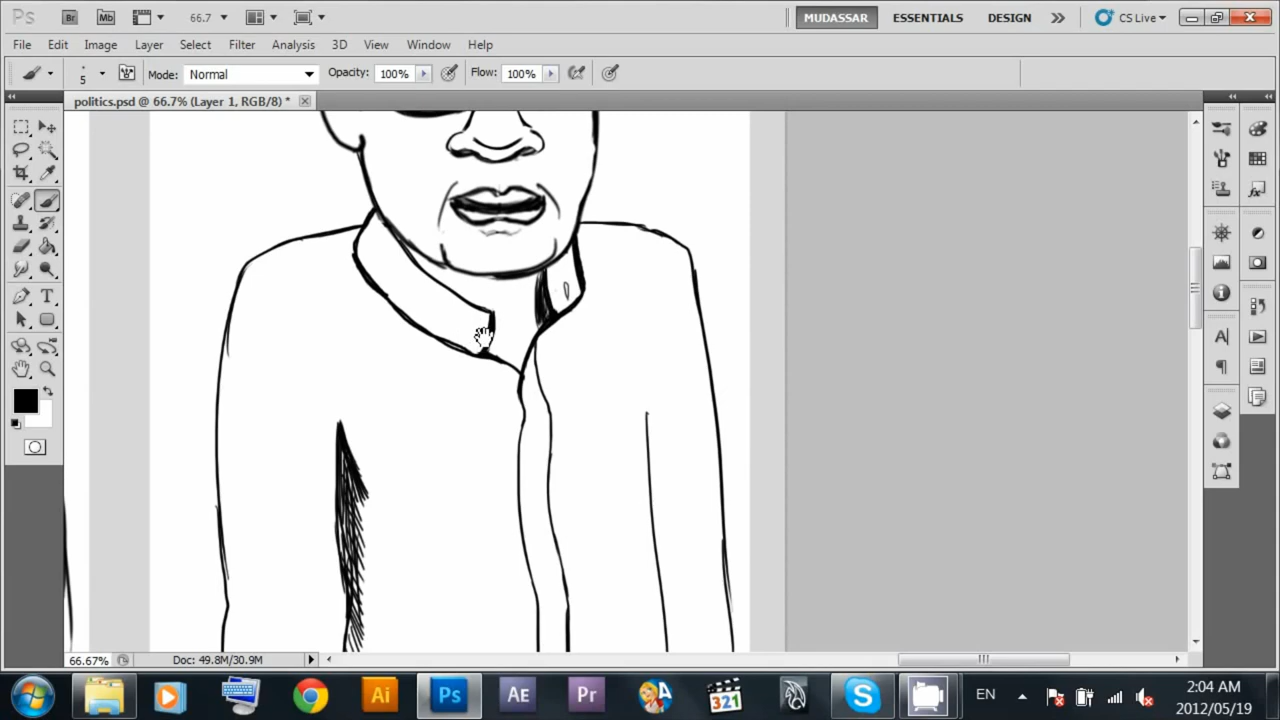 Ps Br Mb 66.7 MUDASSAR ESSENTIALS DESIGN CS Live
File Edit Image Layer Select Filter Analysis 3D View Window Help
5 Mode: Normal Opacity: 100% Flow: 100%
politics.psd @ 66.7% (Layer 1, RGB/8) *
66.67% Doc: 49.8M/30.9M
Ai Ps AE Pr 321 EN 2:04 AM
2012/05/19